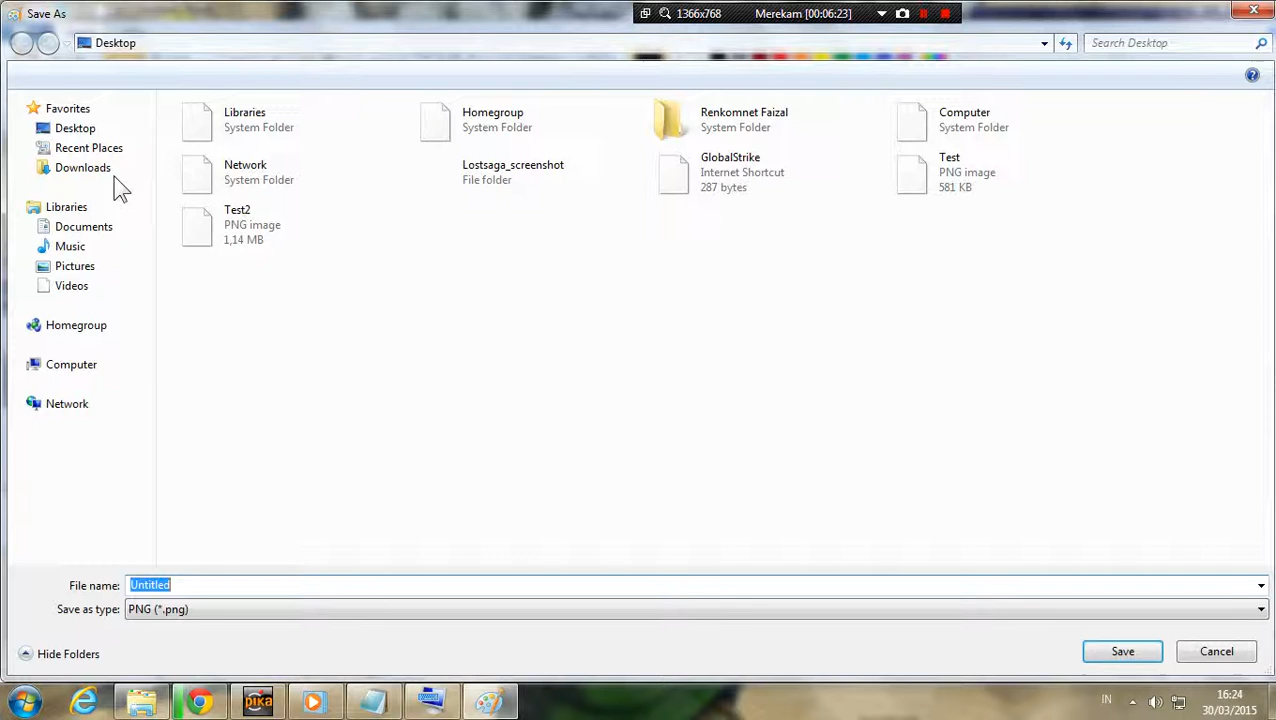 Save As
1366x768
Merekam [00:06:23]
Desktop
Search Desktop
Favorites
Desktop
Recent Places
Downloads
Libraries
Documents
Music
Pictures
Videos
Homegroup
Computer
Network
Libraries
System Folder
Homegroup
System Folder
Renkomnet Faizal
System Folder
Computer
System Folder
Network
System Folder
Lostsaga_screenshot
File folder
GlobalStrike
Internet Shortcut
287 bytes
Test
PNG image
581 KB
Test2
PNG image
1,14 MB
File name: Untitled
Save as type: PNG (*.png)
Hide Folders
Save
Cancel
pika
IN
16:24
30/03/2015